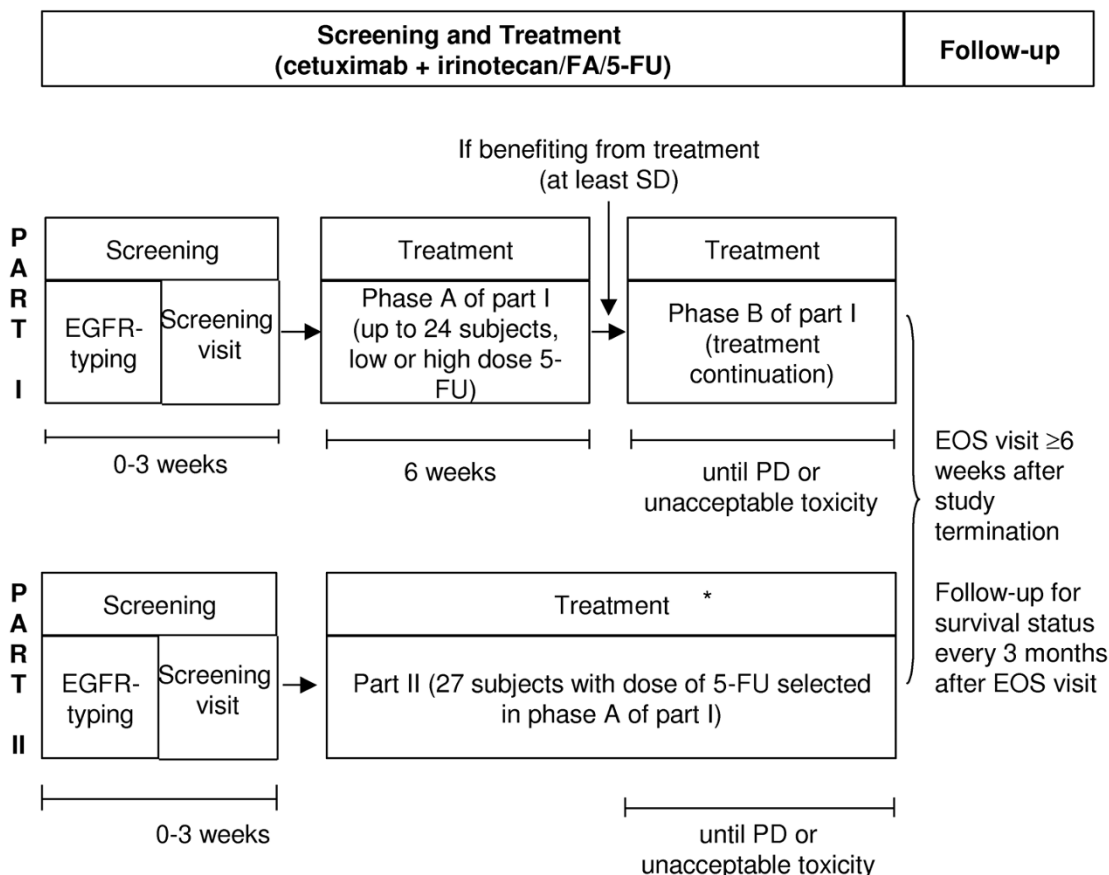 Screening and Treatment
(cetuximab + irinotecan/FA/5-FU)
Follow-up
If benefiting from treatment
(at least SD)
PART I
Screening
EGFR-
typing
Screening
visit
Treatment
Phase A of part I
(up to 24 subjects,
low or high dose 5-
FU)
Treatment
Phase B of part I
(treatment
continuation)
0-3 weeks
6 weeks
until PD or
unacceptable toxicity
EOS visit ≥6
weeks after
study
termination
Follow-up for
survival status
every 3 months
after EOS visit
PART II
Screening
EGFR-
typing
Screening
visit
Treatment *
Part II (27 subjects with dose of 5-FU selected
in phase A of part I)
0-3 weeks
until PD or
unacceptable toxicity